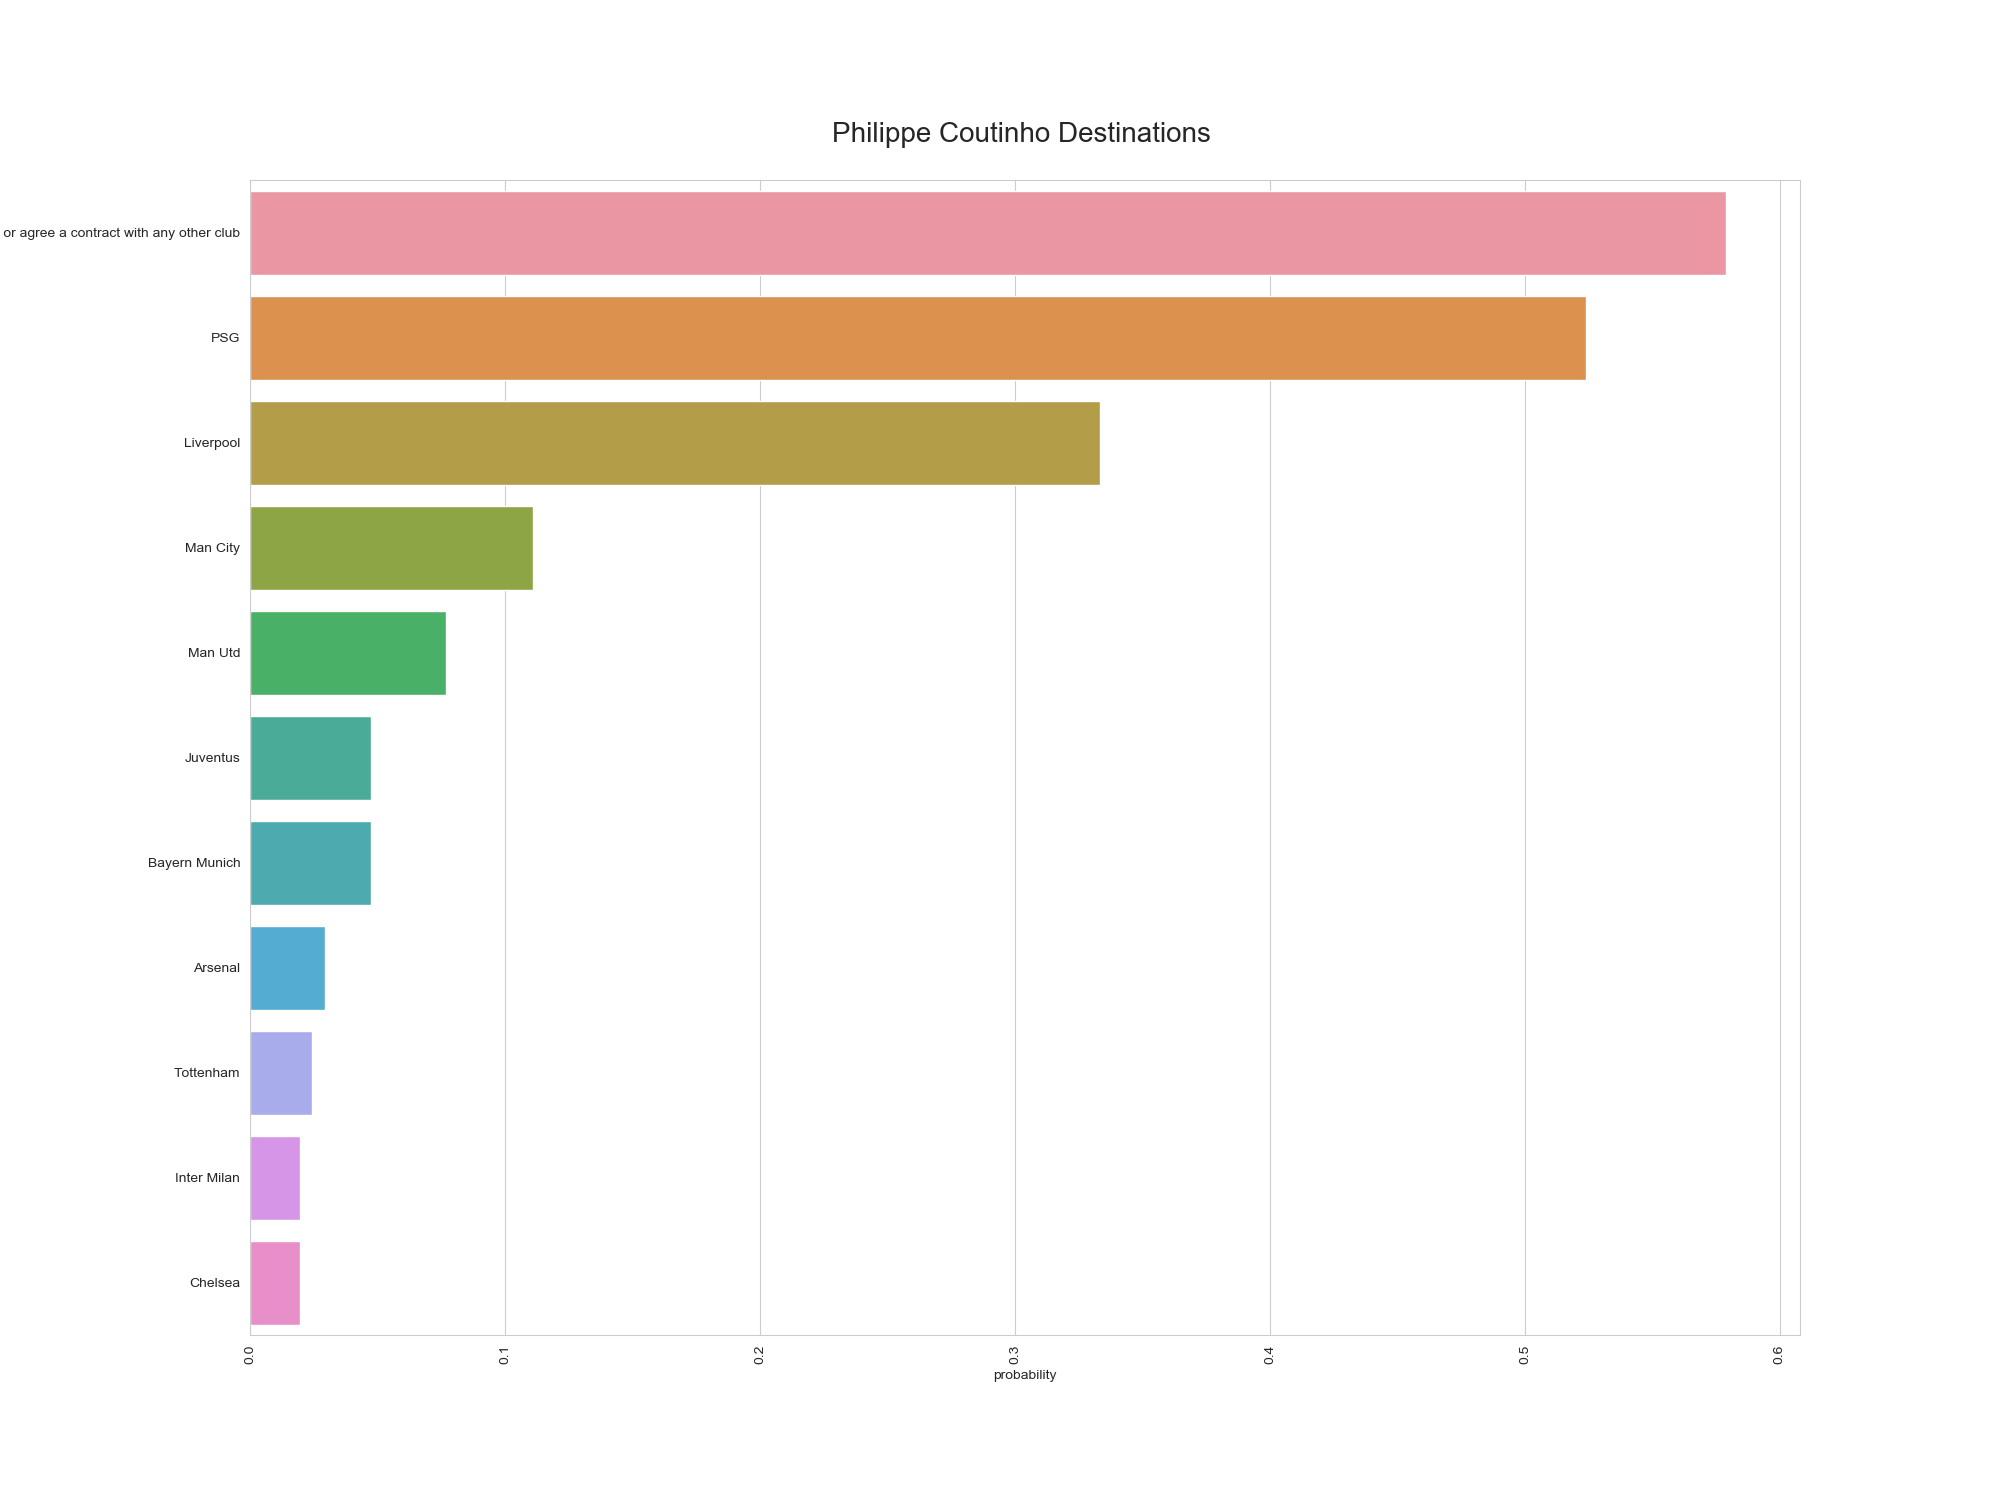 Philippe Coutinho Destinations
or agree a contract with any other club
PSG
Liverpool
Man City
Man Utd
Juventus
Bayern Munich
Arsenal
Tottenham
Inter Milan
Chelsea
0.0 0.1 0.2 0.3 0.4 0.5 0.6
probability